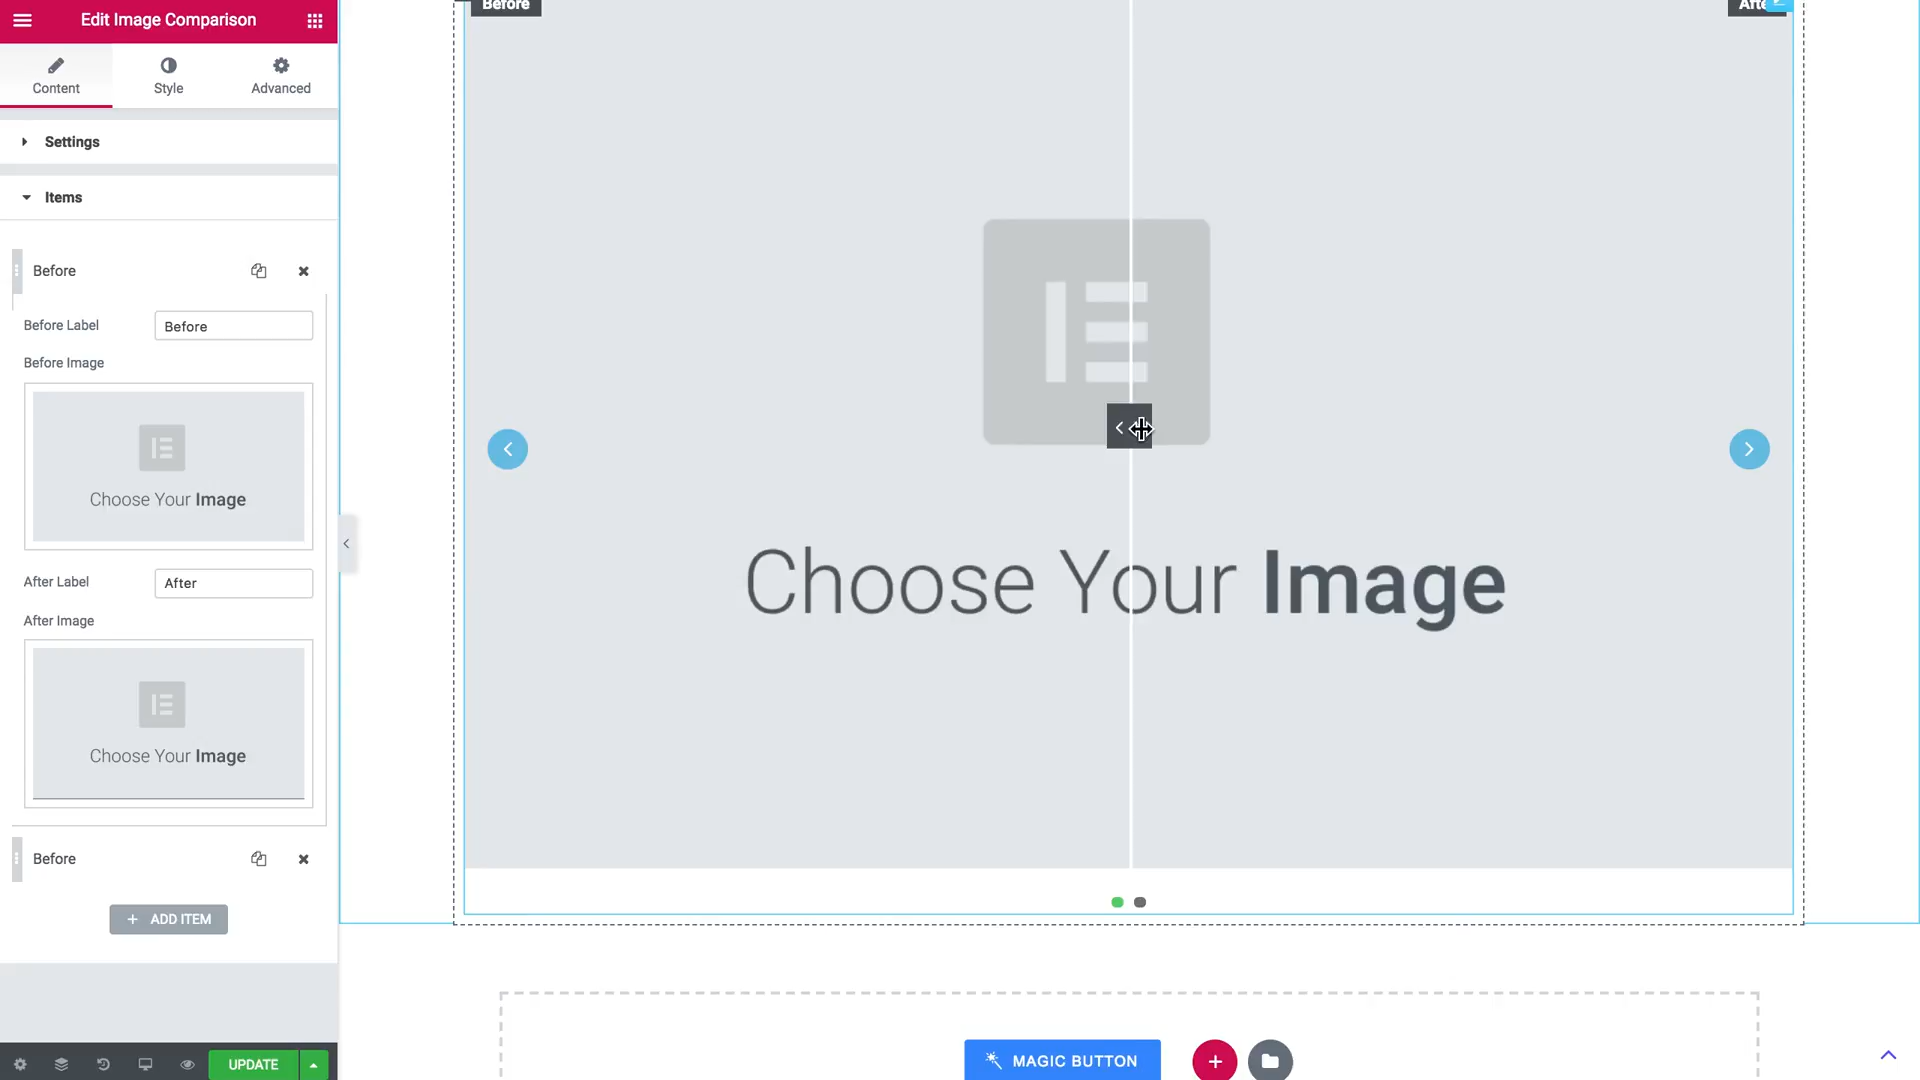 Edit Image Comparison
Content
Style
Advanced
Settings
Items
Before
Before Label
Before
Before Image
Choose Your Image
After Label
After
After Image
Choose Your Image
Before
+ ADD ITEM
UPDATE
Before
Choose Your Image
MAGIC BUTTON